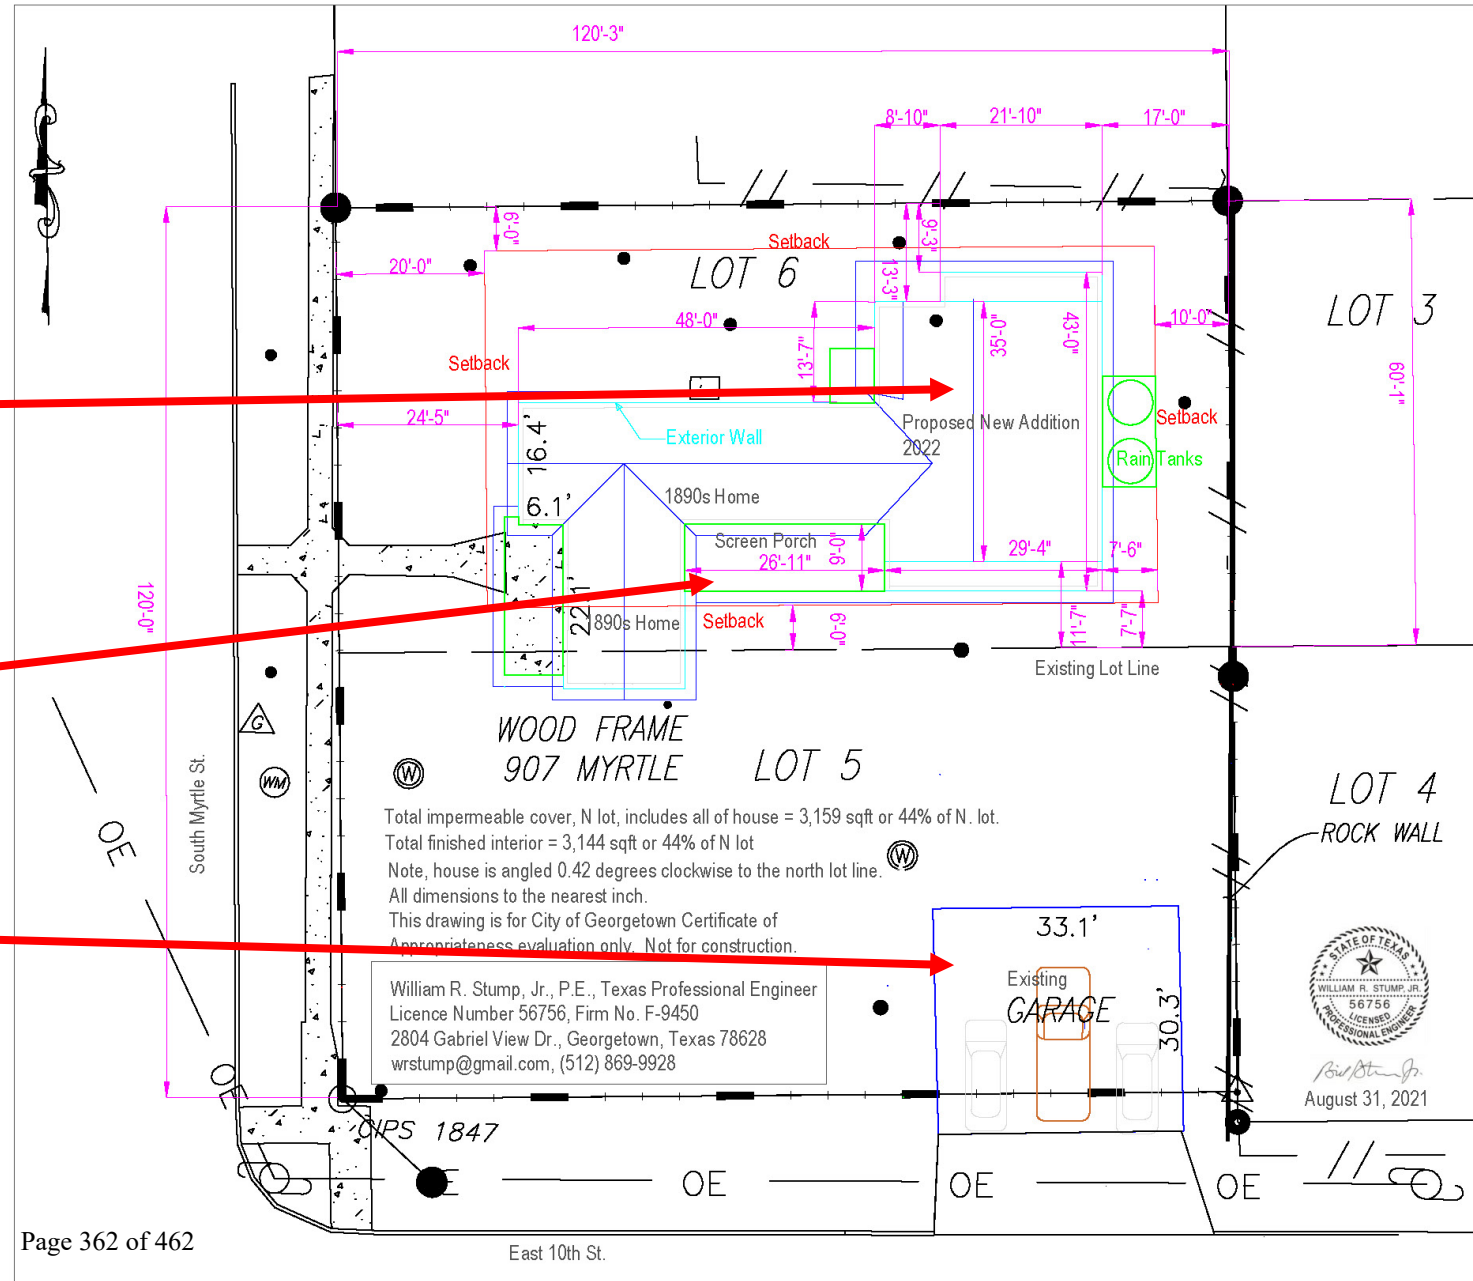 120'-3"
8'-10"
21'-10"
17'-0"
6'-0"
Setback
9'-3"
20'-0"
LOT 6
13'-3"
LOT 3
48'-0"
35'-0"
43'-0"
10'-0"
Setback
13'-7"
60'-1"
24'-5"
16.4'
Exterior Wall
Proposed New Addition
2022
Setback
Rain Tanks
6.1'
1890s Home
Screen Porch
26'-11"
9'-0"
29'-4"
7'-6"
120'-0"
22.1'
1890s Home
Setback
6'-0"
11'-7"
7'-7"
Existing Lot Line
G
WOOD FRAME
907 MYRTLE
LOT 5
W
WM
South Myrtle St.
OE
LOT 4
ROCK WALL
Total impermeable cover, N lot, includes all of house = 3,159 sqft or 44% of N. lot.
Total finished interior = 3,144 sqft or 44% of N lot
W
Note, house is angled 0.42 degrees clockwise to the north lot line.
All dimensions to the nearest inch.
This drawing is for City of Georgetown Certificate of
Appropriateness evaluation only. Not for construction.
33.1'
Existing
GARAGE
30.3'
William R. Stump, Jr., P.E., Texas Professional Engineer
Licence Number 56756, Firm No. F-9450
2804 Gabriel View Dr., Georgetown, Texas 78628
wrstump@gmail.com, (512) 869-9928
STATE OF TEXAS
WILLIAM R. STUMP, JR.
56756
LICENSED
PROFESSIONAL ENGINEER
August 31, 2021
OE
CIPS 1847
OE
OE
OE
OE
Page 362 of 462
East 10th St.